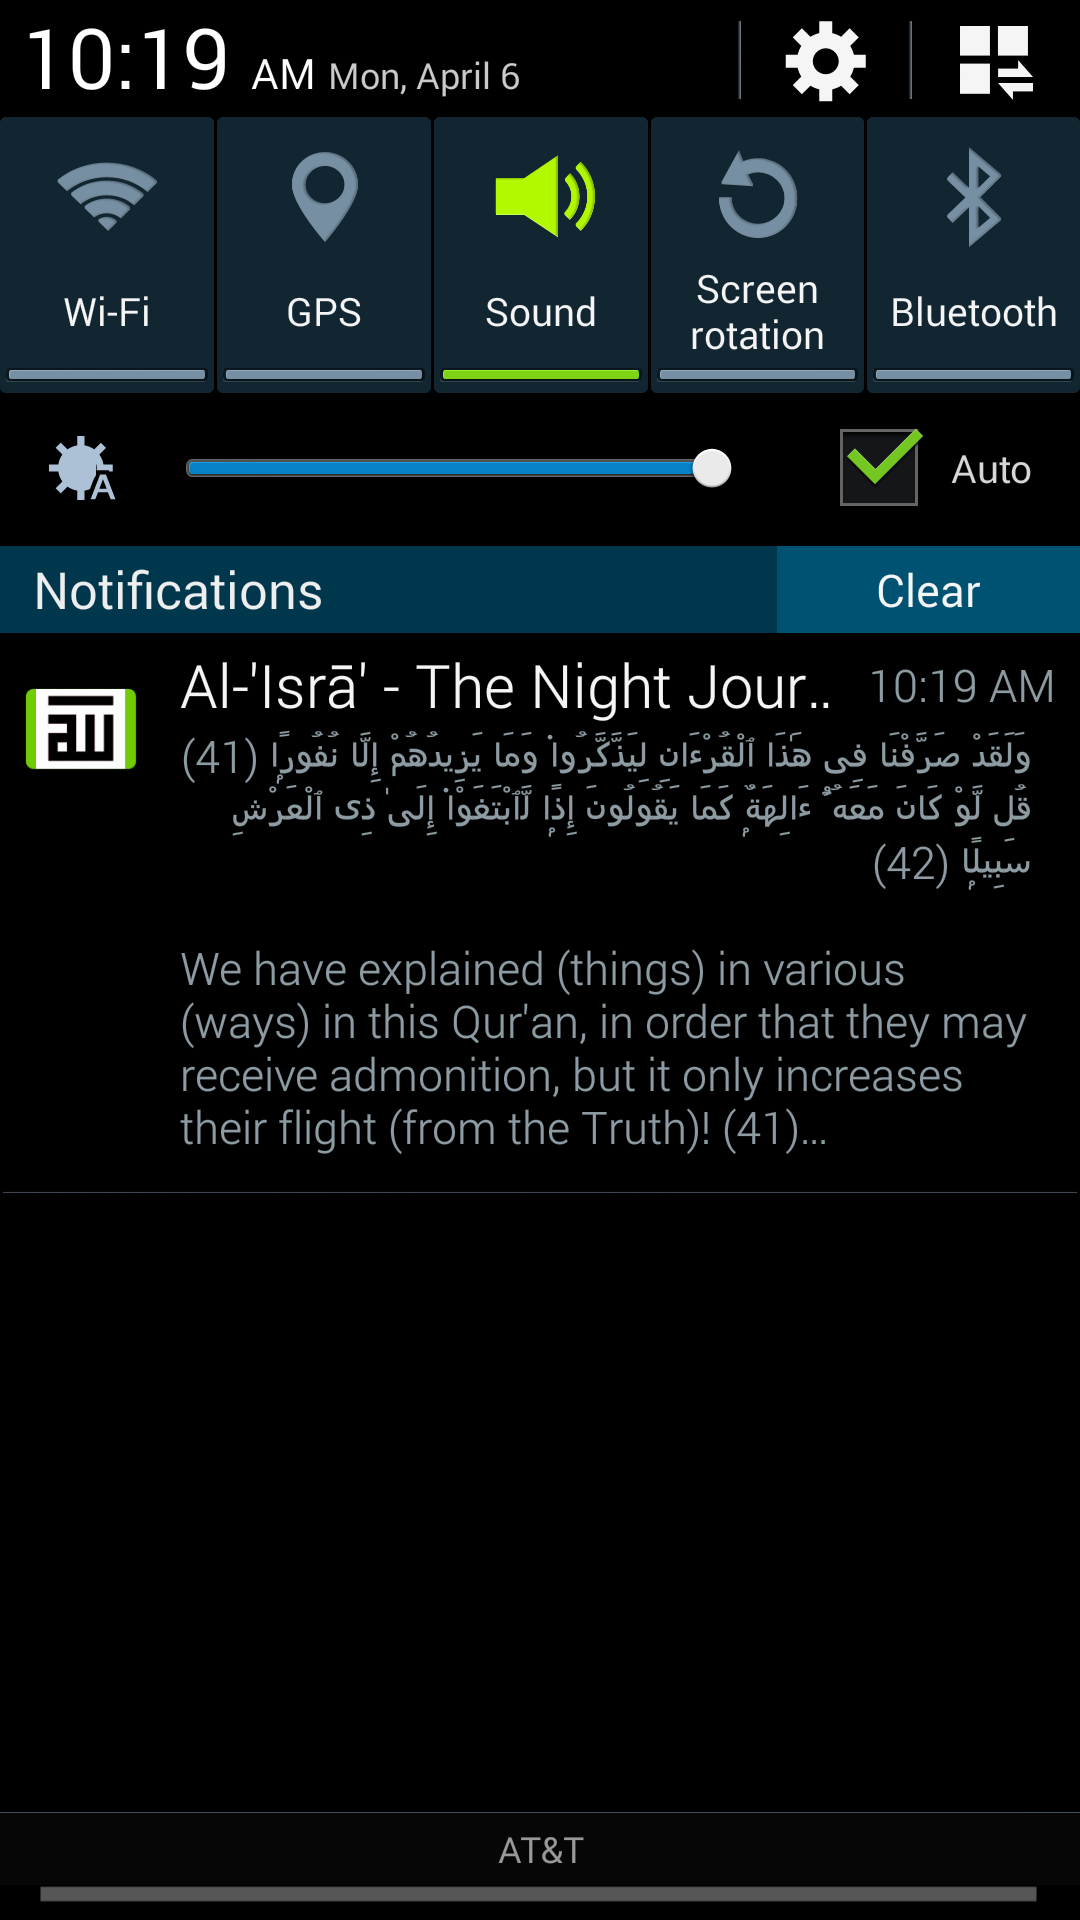 10:19 AM Mon, April 6
Wi-Fi
GPS
Sound
Screen
rotation
Bluetooth
A
Auto
Notifications
Clear
Al-'Isrā' - The Night Jour..
10:19 AM
وَلَقَدْ صَرَّفْنَا فِى هَٰذَا ٱلْقُرْءَانِ لِيَذَّكَّرُوا۟ وَمَا يَزِيدُهُمْ إِلَّا نُفُورًۭا (41)
قُل لَّوْ كَانَ مَعَهُۥٓ ءَالِهَةٌۭ كَمَا يَقُولُونَ إِذًۭا لَّٱبْتَغَوْا۟ إِلَىٰ ذِى ٱلْعَرْشِ
سَبِيلًۭا (42)
We have explained (things) in various
(ways) in this Qur'an, in order that they may
receive admonition, but it only increases
their flight (from the Truth)! (41)...
AT&T